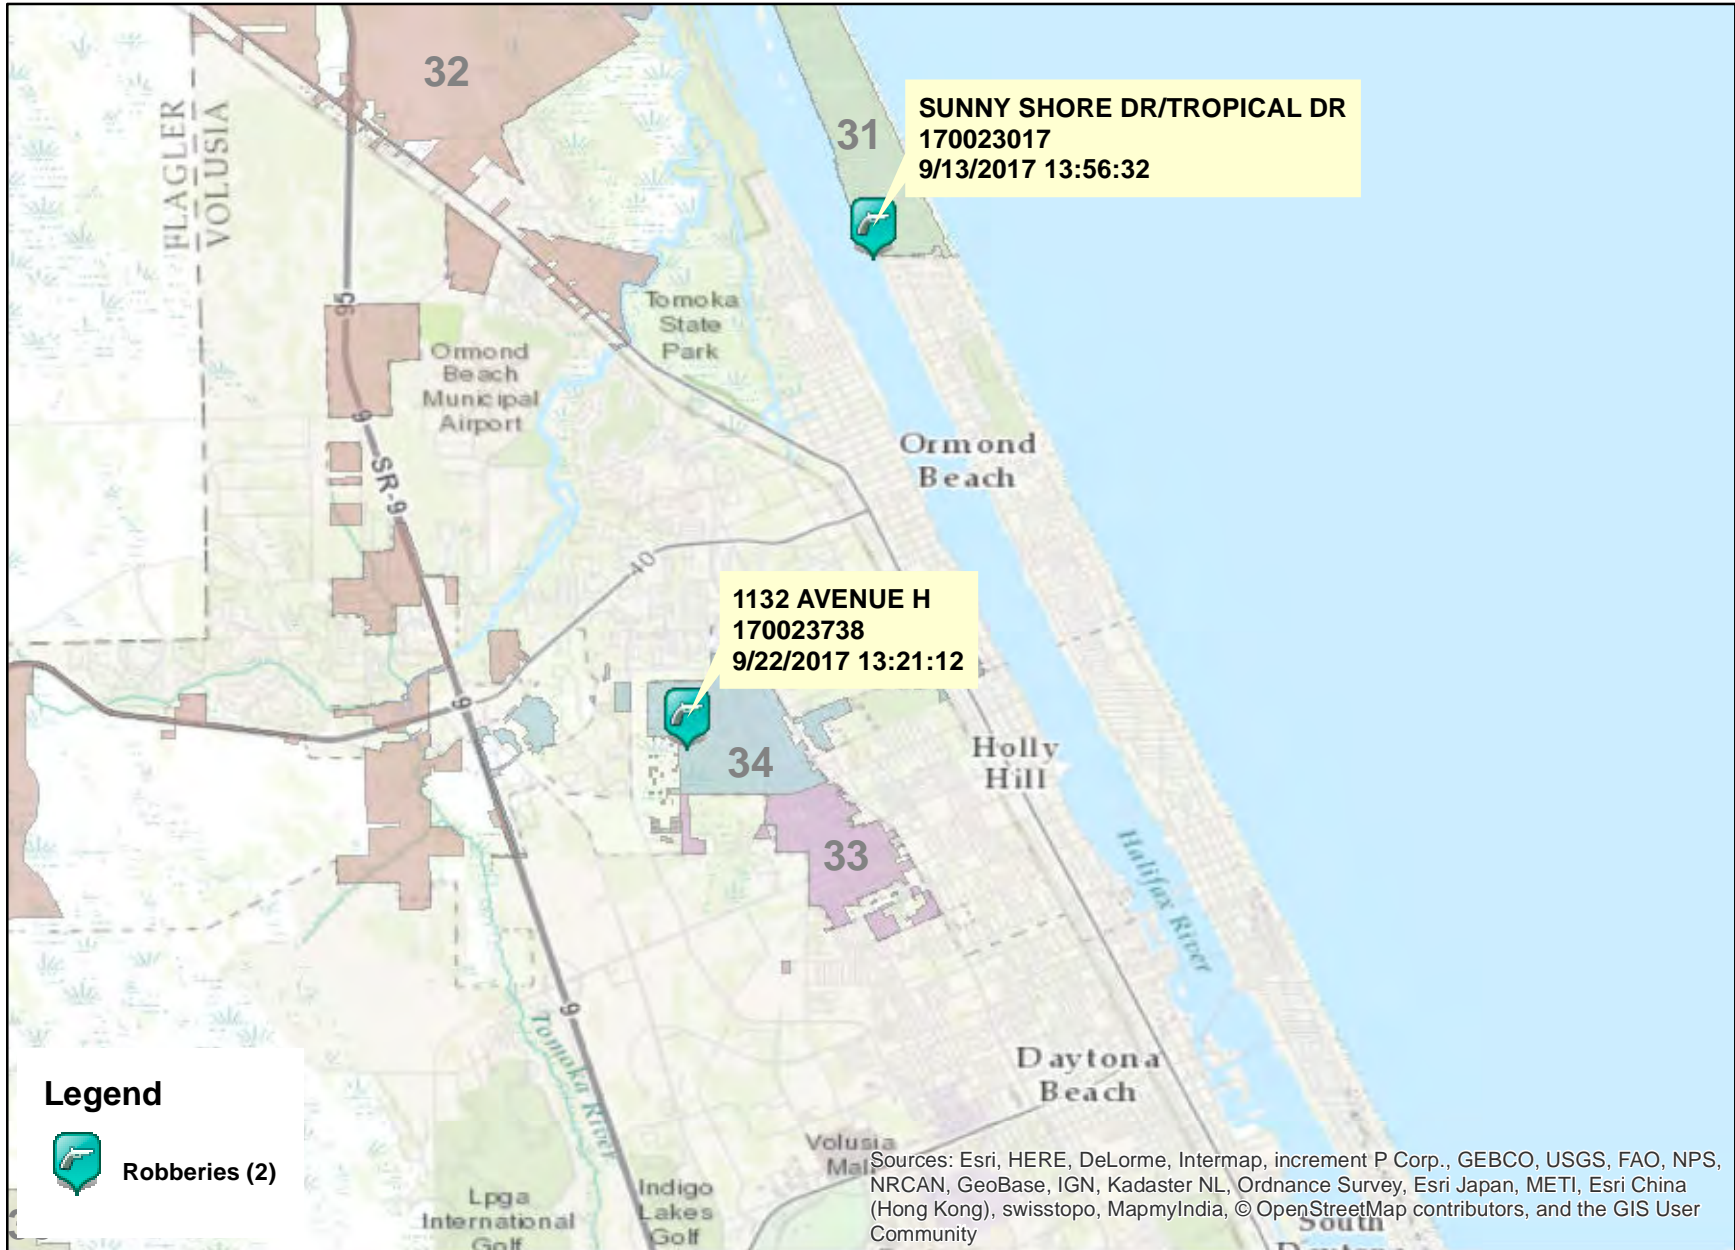 32
31
SUNNY SHORE DR/TROPICAL DR
170023017
9/13/2017 13:56:32
FLAGLER
VOLUSIA
95
Tomoka
State
Park
Ormond
Beach
Municipal
Airport
9
SR-9
Ormond
Beach
40
1132 AVENUE H
170023738
9/22/2017 13:21:12
9
34
Holly
Hill
33
Halifax River
9
Tomoka River
Daytona
Beach
Legend
Robberies (2)
Volusia
Mall
Lpga
International
Golf
Indigo
Lakes
Golf
Sources: Esri, HERE, DeLorme, Intermap, increment P Corp., GEBCO, USGS, FAO, NPS,
NRCAN, GeoBase, IGN, Kadaster NL, Ordnance Survey, Esri Japan, METI, Esri China
(Hong Kong), swisstopo, MapmyIndia, © OpenStreetMap contributors, and the GIS User
Community
South
Daytona